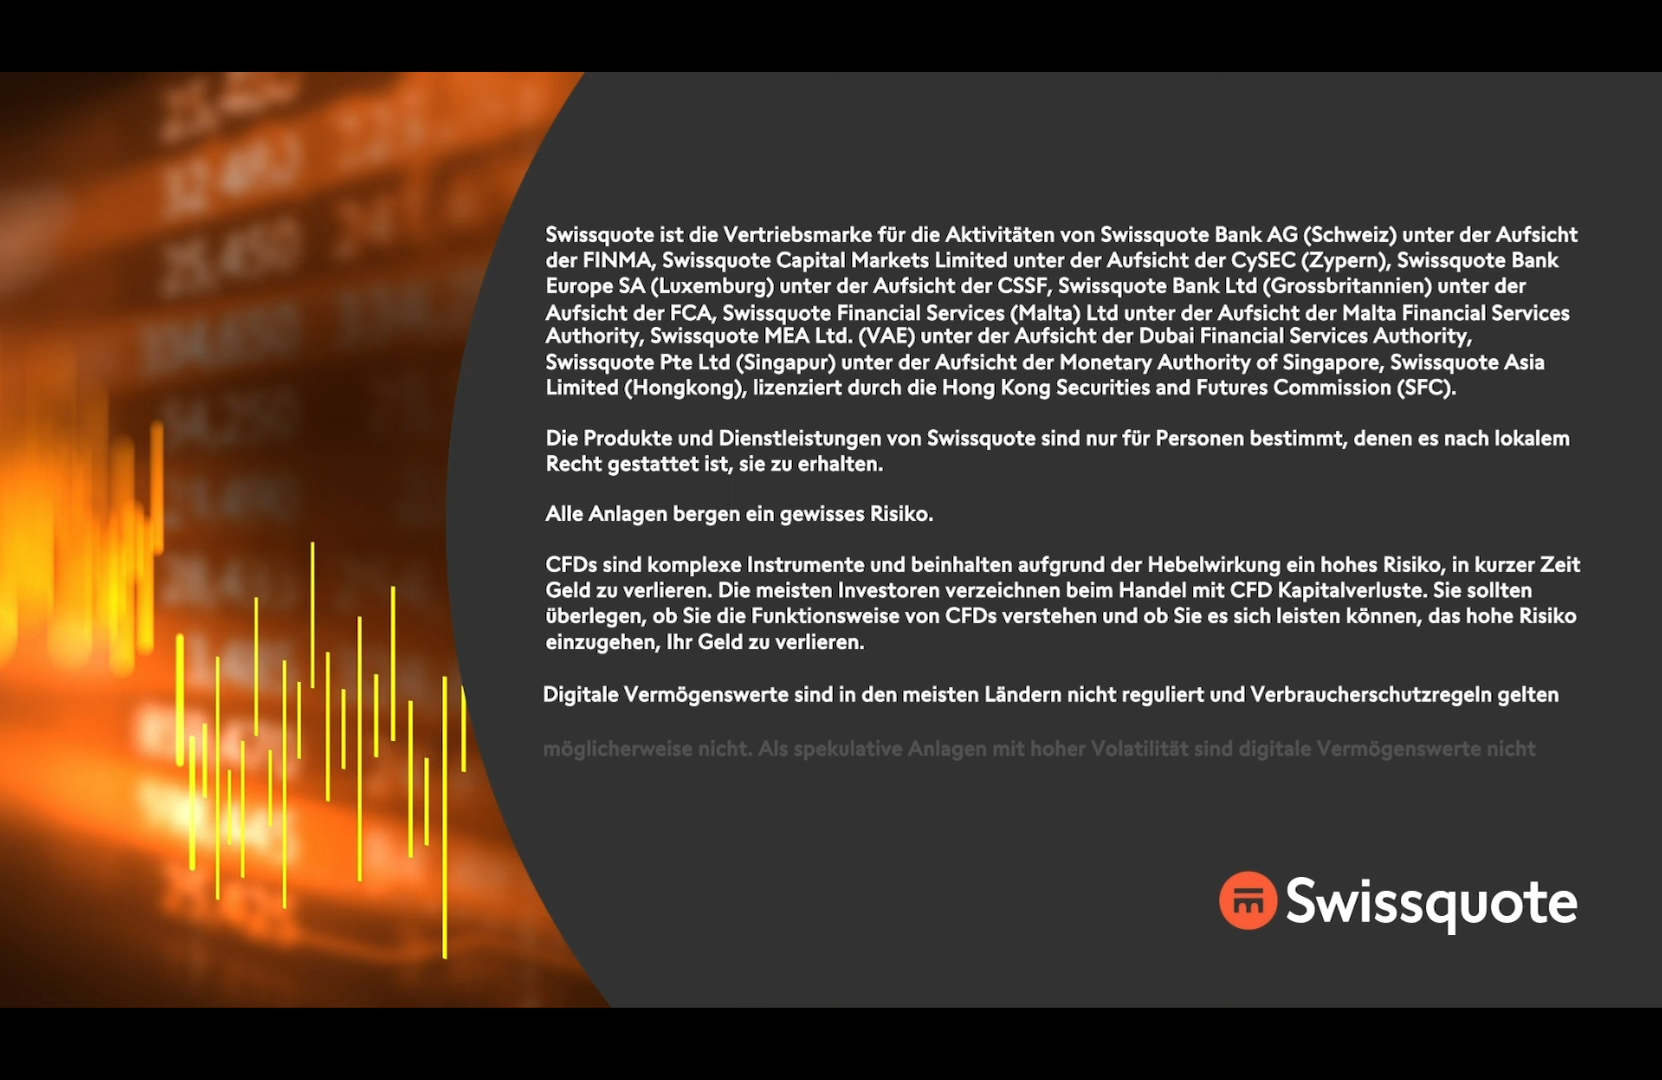 Swissquote ist die Vertriebsmarke für die Aktivitäten von Swissquote Bank AG (Schweiz) unter der Aufsicht
der FINMA, Swissquote Capital Markets Limited unter der Aufsicht der CySEC (Zypern), Swissquote Bank
Europe SA (Luxemburg) unter der Aufsicht der CSSF, Swissquote Bank Ltd (Grossbritannien) unter der
Aufsicht der FCA, Swissquote Financial Services (Malta) Ltd unter der Aufsicht der Malta Financial Services
Authority, Swissquote MEA Ltd. (VAE) unter der Aufsicht der Dubai Financial Services Authority,
Swissquote Pte Ltd (Singapur) unter der Aufsicht der Monetary Authority of Singapore, Swissquote Asia
Limited (Hongkong), lizenziert durch die Hong Kong Securities and Futures Commission (SFC).
Die Produkte und Dienstleistungen von Swissquote sind nur für Personen bestimmt, denen es nach lokalem
Recht gestattet ist, sie zu erhalten.
Alle Anlagen bergen ein gewisses Risiko.
CFDs sind komplexe Instrumente und beinhalten aufgrund der Hebelwirkung ein hohes Risiko, in kurzer Zeit
Geld zu verlieren. Die meisten Investoren verzeichnen beim Handel mit CFD Kapitalverluste. Sie sollten
überlegen, ob Sie die Funktionsweise von CFDs verstehen und ob Sie es sich leisten können, das hohe Risiko
einzugehen, Ihr Geld zu verlieren.
Digitale Vermögenswerte sind in den meisten Ländern nicht reguliert und Verbraucherschutzregeln gelten
möglicherweise nicht. Als spekulative Anlagen mit hoher Volatilität sind digitale Vermögenswerte nicht
Swissquote